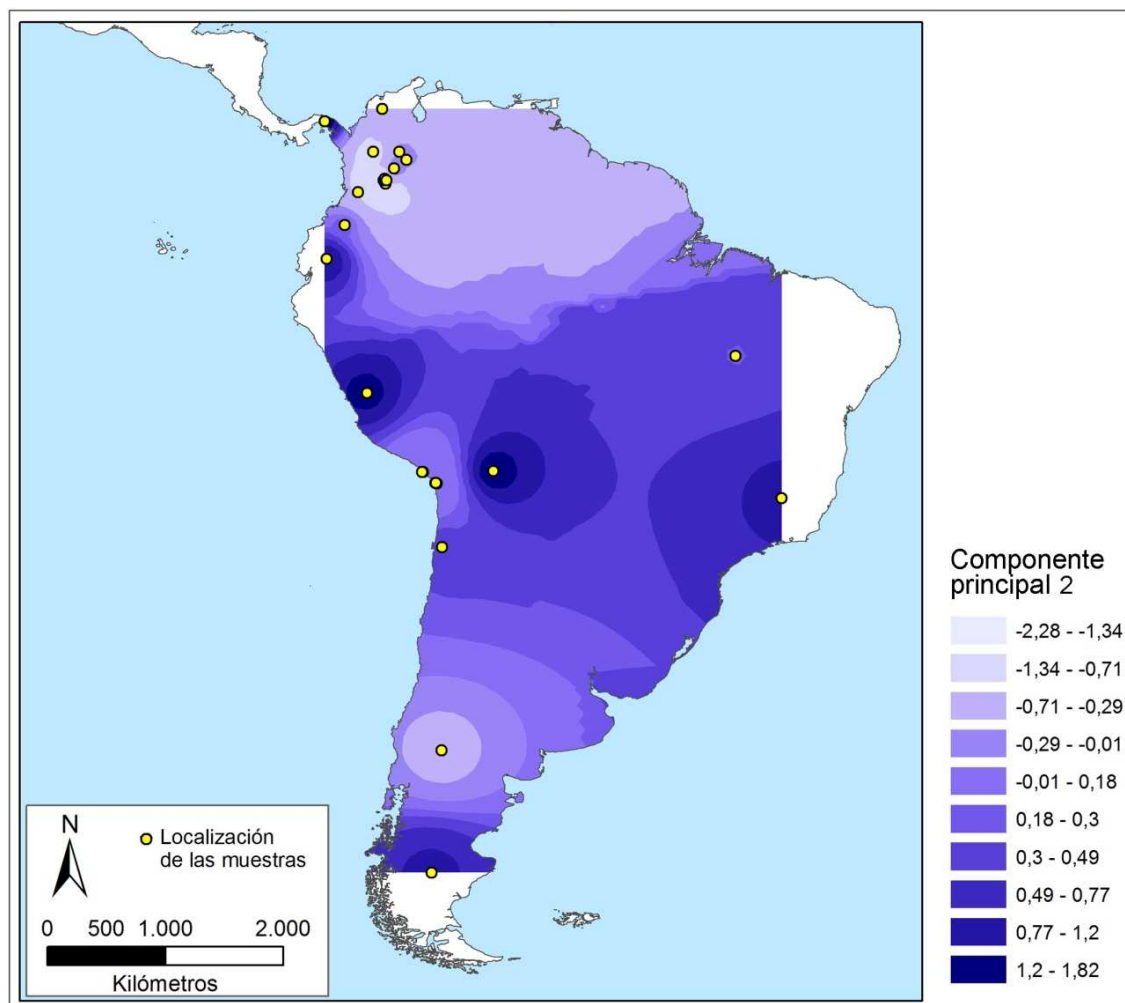 Componente
principal 2
-2,28 - -1,34
-1,34 - -0,71
-0,71 - -0,29
-0,29 - -0,01
-0,01 - 0,18
0,18 - 0,3
0,3 - 0,49
0,49 - 0,77
0,77 - 1,2
1,2 - 1,82
N
Localización
de las muestras
0 500 1.000 2.000
Kilómetros